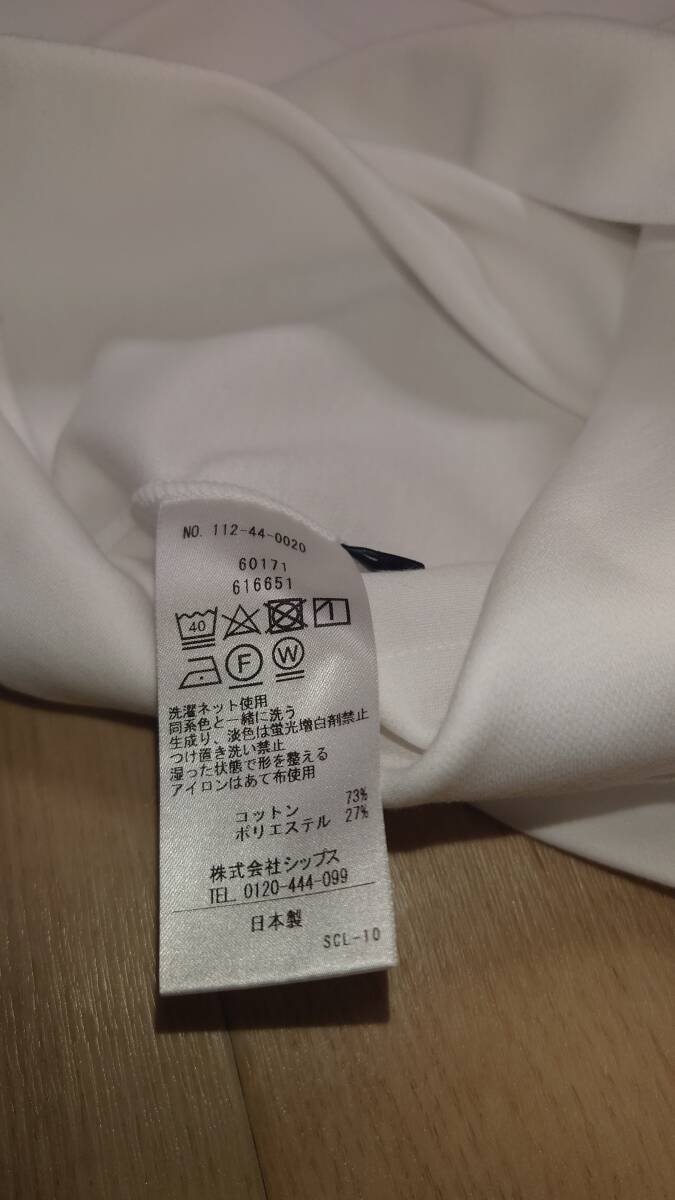 NO. 112-44-0020
60171
616651
40
F W
洗濯ネット使用
同系色と一緒に洗う
生成り、淡色は蛍光増白剤禁止
つけ置き洗い禁止
湿った状態で形を整える
アイロンはあて布使用
コットン 73%
ポリエステル 27%
株式会社シップス
TEL. 0120-444-099
日本製
SCL-10